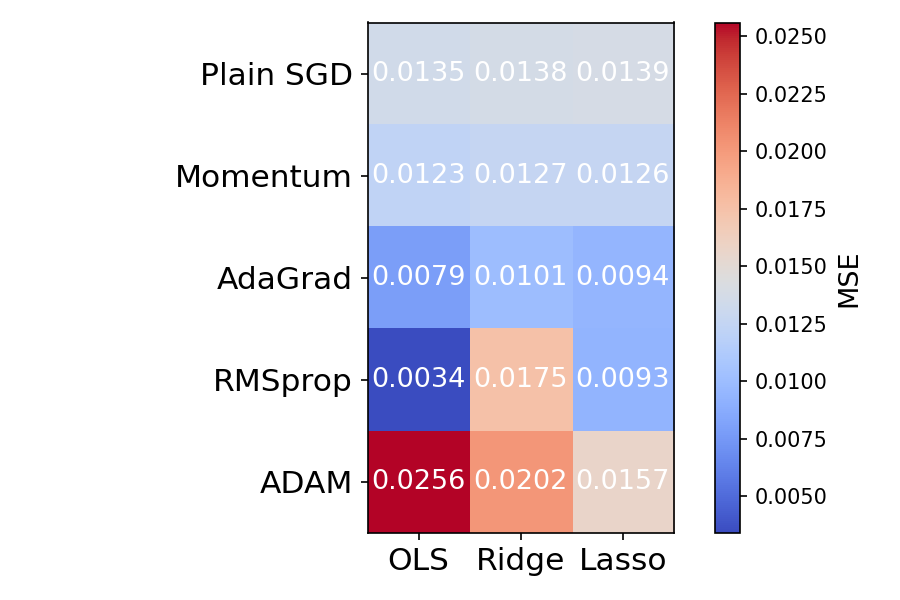 Plain SGD 0.0135 0.0138 0.0139
Momentum 0.0123 0.0127 0.0126
AdaGrad 0.0079 0.0101 0.0094
RMSprop 0.0034 0.0175 0.0093
ADAM 0.0256 0.0202 0.0157
OLS Ridge Lasso
0.0250
0.0225
0.0200
0.0175
0.0150
0.0125
0.0100
0.0075
0.0050
MSE